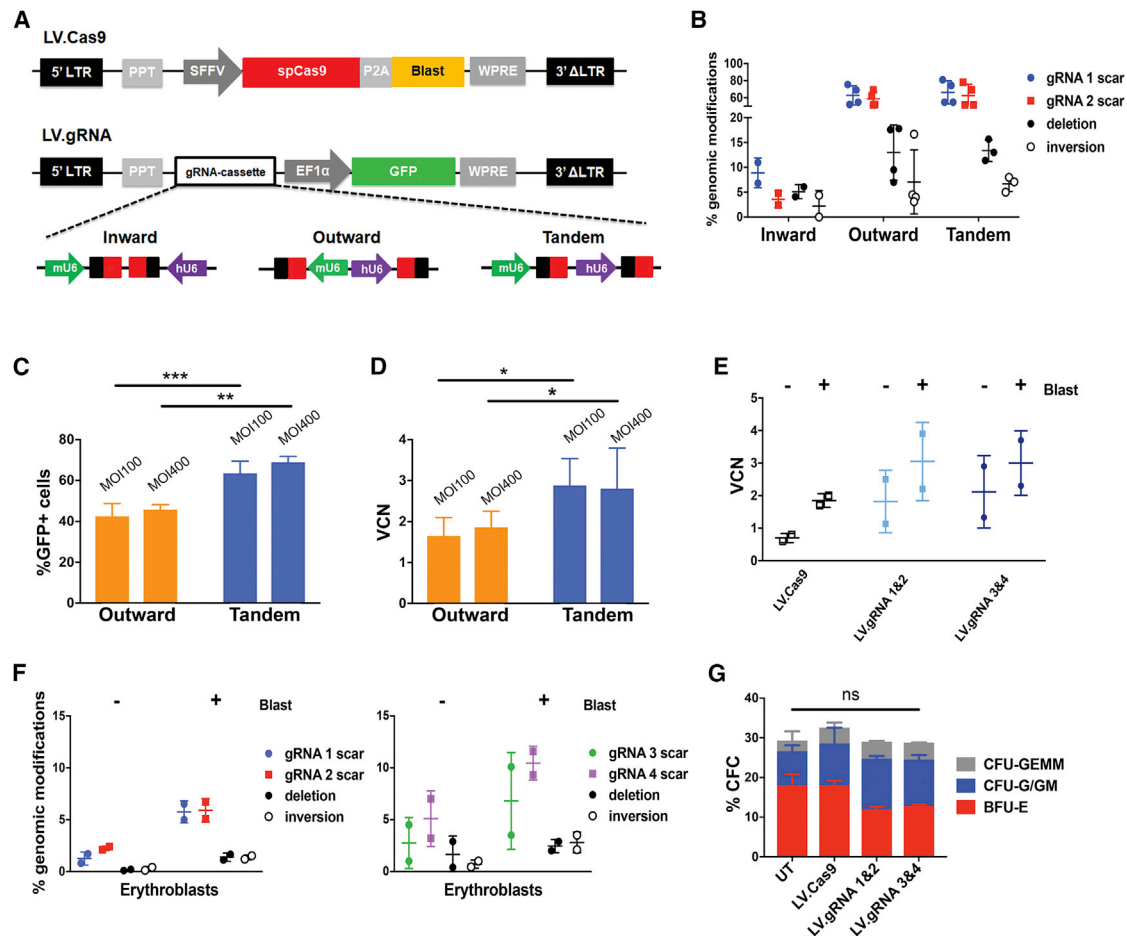 A
LV.Cas9
5' LTR PPT SFFV spCas9 P2A Blast WPRE 3' ΔLTR
LV.gRNA
5' LTR PPT gRNA-cassette EF1α GFP WPRE 3' ΔLTR
Inward Outward Tandem
mU6 hU6 mU6 hU6 mU6 hU6
B
% genomic modifications
100
80
60
20
15
10
5
0
Inward Outward Tandem
gRNA 1 scar
gRNA 2 scar
deletion
inversion
C
*** 
**
%GFP+ cells
80
60
40
20
0
MOI100 MOI400 MOI100 MOI400
Outward Tandem
D
*
*
VCN
4
3
2
1
0
MOI100 MOI400 MOI100 MOI400
Outward Tandem
E
- + - + - + Blast
VCN
5
4
3
2
1
0
LV.Cas9 LV.gRNA 1&2 LV.gRNA 3&4
F
- + Blast
% genomic modifications
15
10
5
0
Erythroblasts
gRNA 1 scar
gRNA 2 scar
deletion
inversion
- + Blast
15
10
5
0
Erythroblasts
gRNA 3 scar
gRNA 4 scar
deletion
inversion
G
ns
% CFC
40
30
20
10
0
UT LV.Cas9 LV.gRNA 1&2 LV.gRNA 3&4
CFU-GEMM
CFU-G/GM
BFU-E